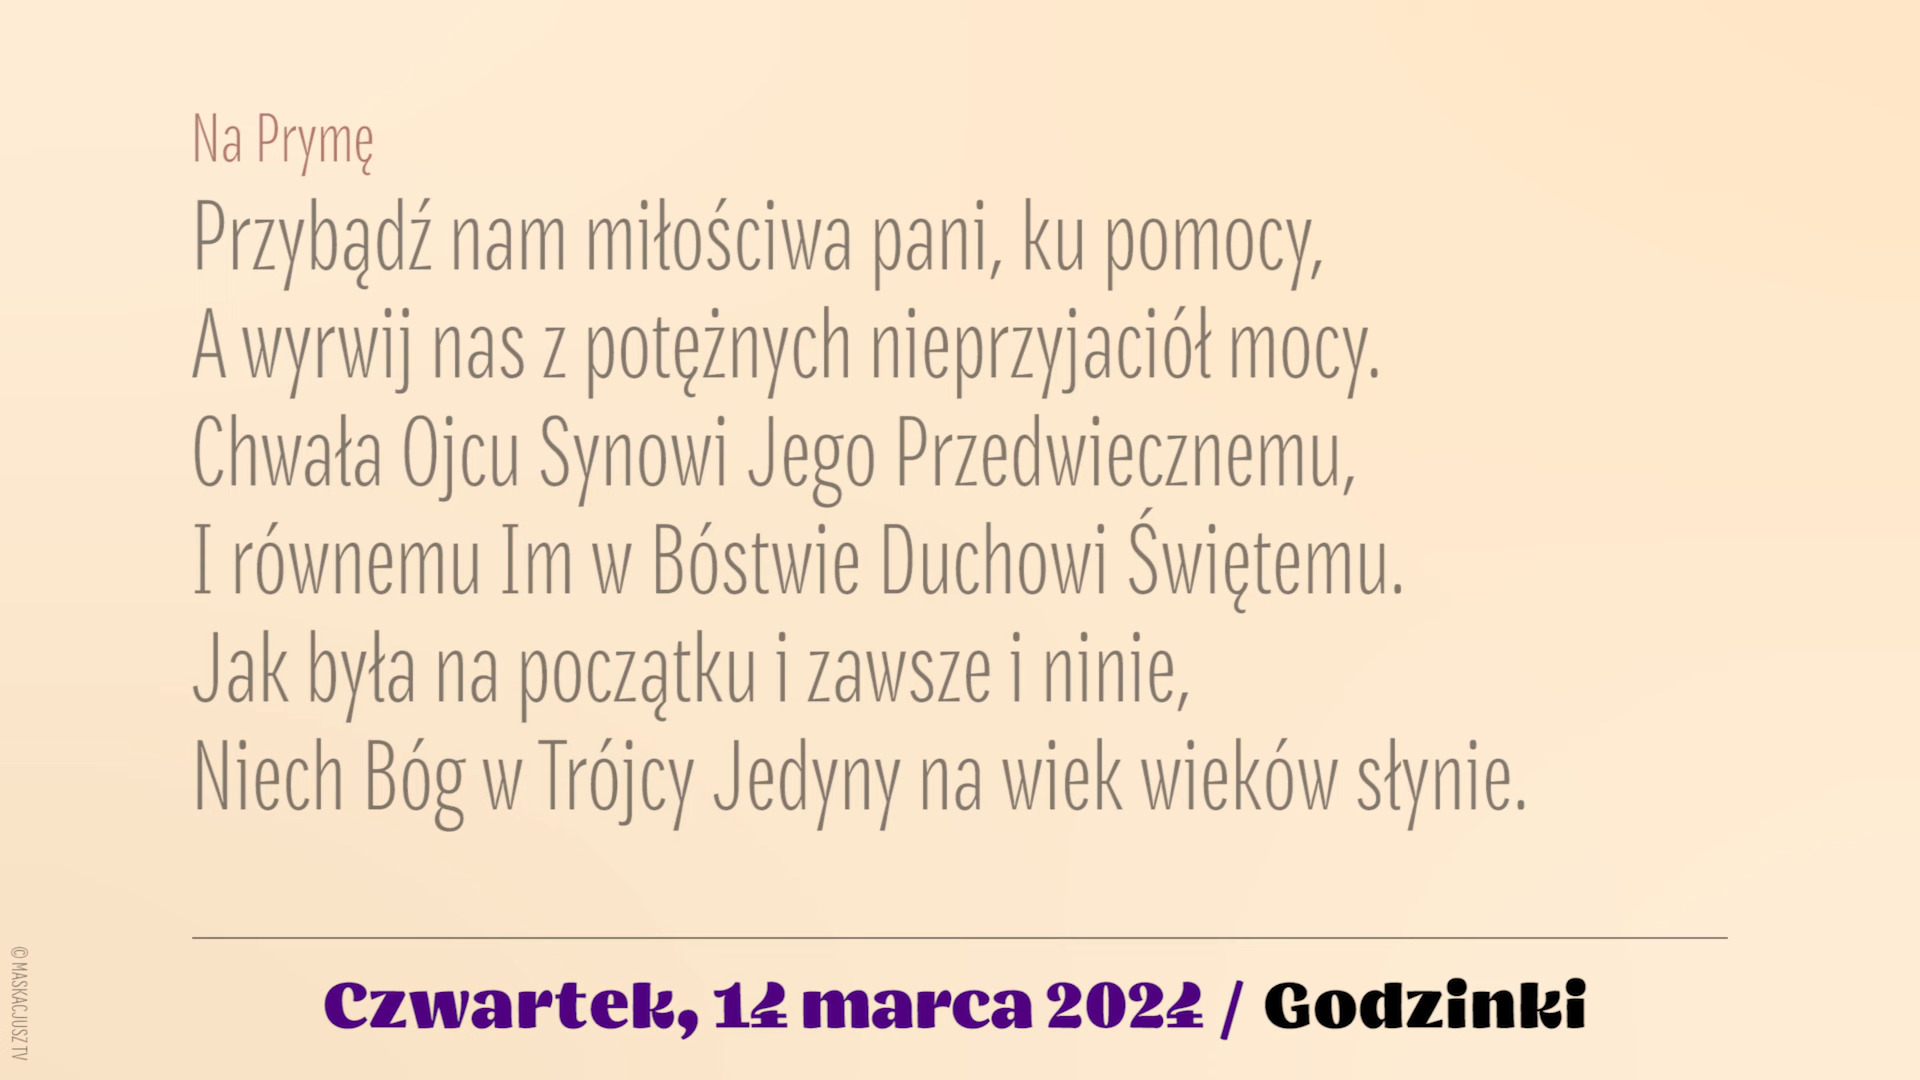 Na Prymę
Przybądź nam miłościwa pani, ku pomocy,
A wyrwij nas z potężnych nieprzyjaciół mocy.
Chwała Ojcu Synowi Jego Przedwiecznemu,
I równemu Im w Bóstwie Duchowi Świętemu.
Jak była na początku i zawsze i ninie,
Niech Bóg w Trójcy Jedyny na wiek wieków słynie.
Czwartek, 14 marca 2024 / Godzinki
© MASKACJUSZ TV